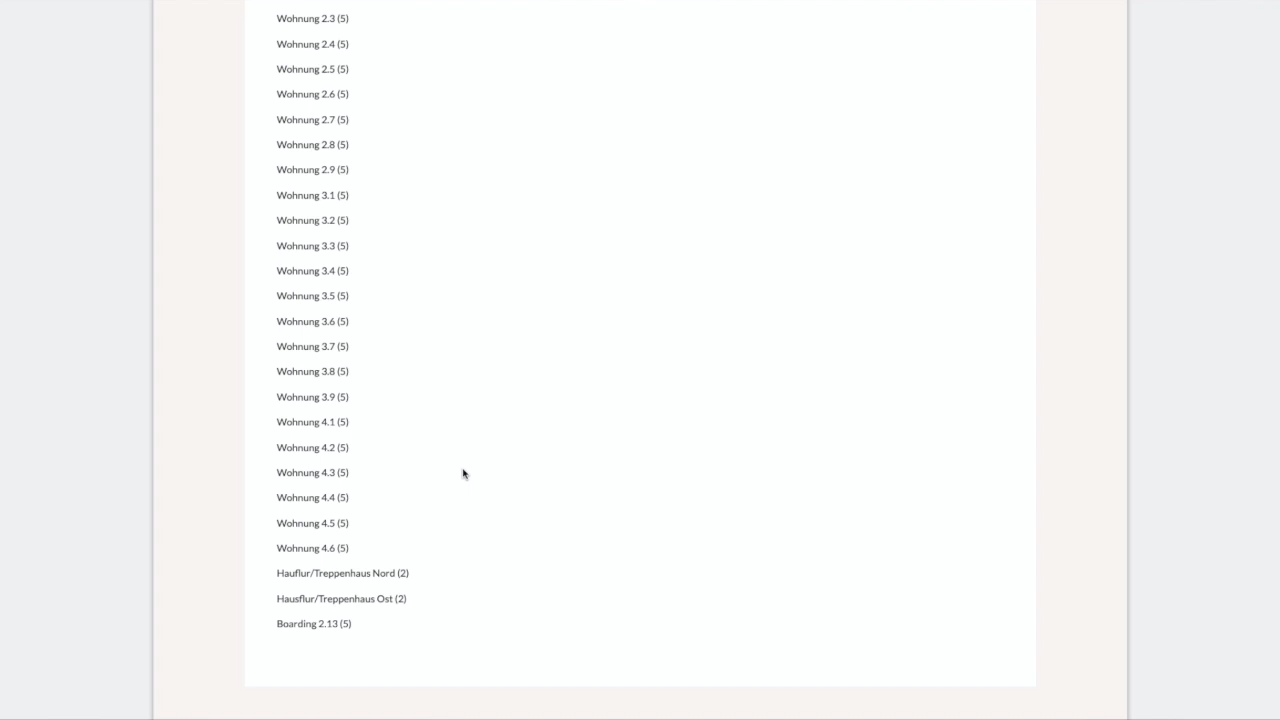 Wohnung 2.3 (5)
Wohnung 2.4 (5)
Wohnung 2.5 (5)
Wohnung 2.6 (5)
Wohnung 2.7 (5)
Wohnung 2.8 (5)
Wohnung 2.9 (5)
Wohnung 3.1 (5)
Wohnung 3.2 (5)
Wohnung 3.3 (5)
Wohnung 3.4 (5)
Wohnung 3.5 (5)
Wohnung 3.6 (5)
Wohnung 3.7 (5)
Wohnung 3.8 (5)
Wohnung 3.9 (5)
Wohnung 4.1 (5)
Wohnung 4.2 (5)
Wohnung 4.3 (5)
Wohnung 4.4 (5)
Wohnung 4.5 (5)
Wohnung 4.6 (5)
Hauflur/Treppenhaus Nord (2)
Hausflur/Treppenhaus Ost (2)
Boarding 2.13 (5)